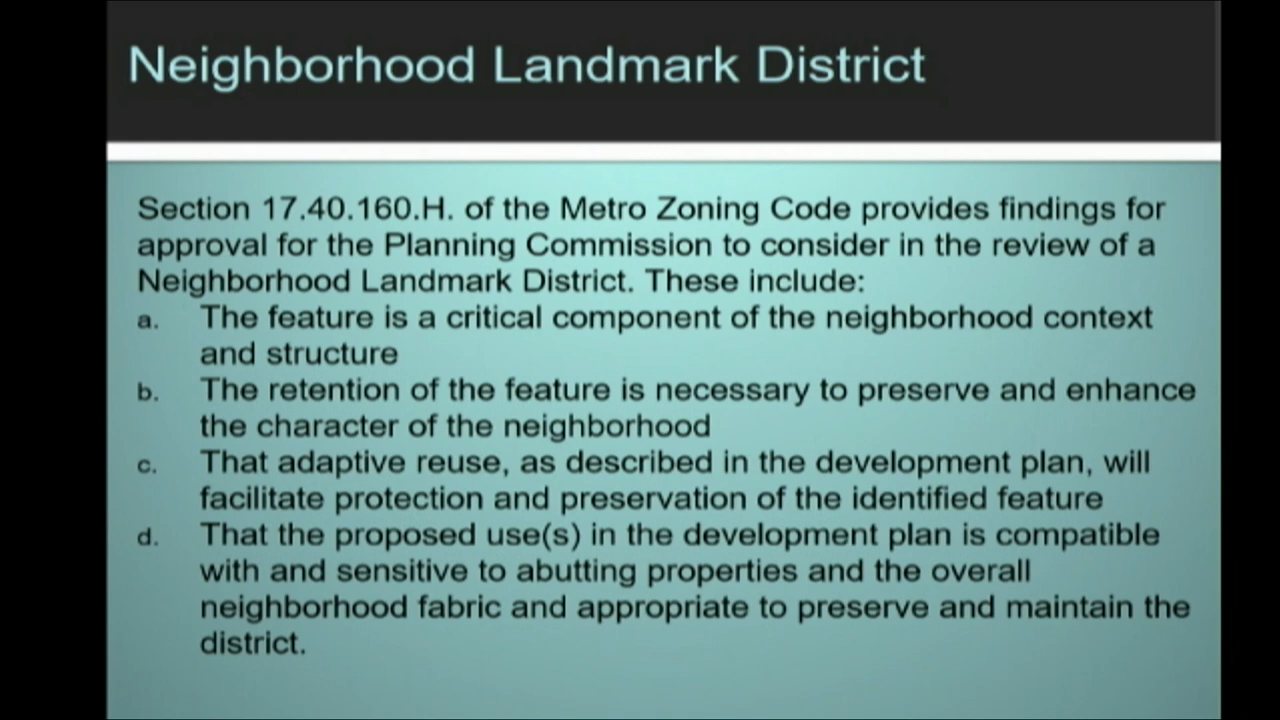 Neighborhood Landmark District
Section 17.40.160.H. of the Metro Zoning Code provides findings for
approval for the Planning Commission to consider in the review of a
Neighborhood Landmark District. These include:
a. The feature is a critical component of the neighborhood context
and structure
b. The retention of the feature is necessary to preserve and enhance
the character of the neighborhood
c. That adaptive reuse, as described in the development plan, will
facilitate protection and preservation of the identified feature
d. That the proposed use(s) in the development plan is compatible
with and sensitive to abutting properties and the overall
neighborhood fabric and appropriate to preserve and maintain the
district.